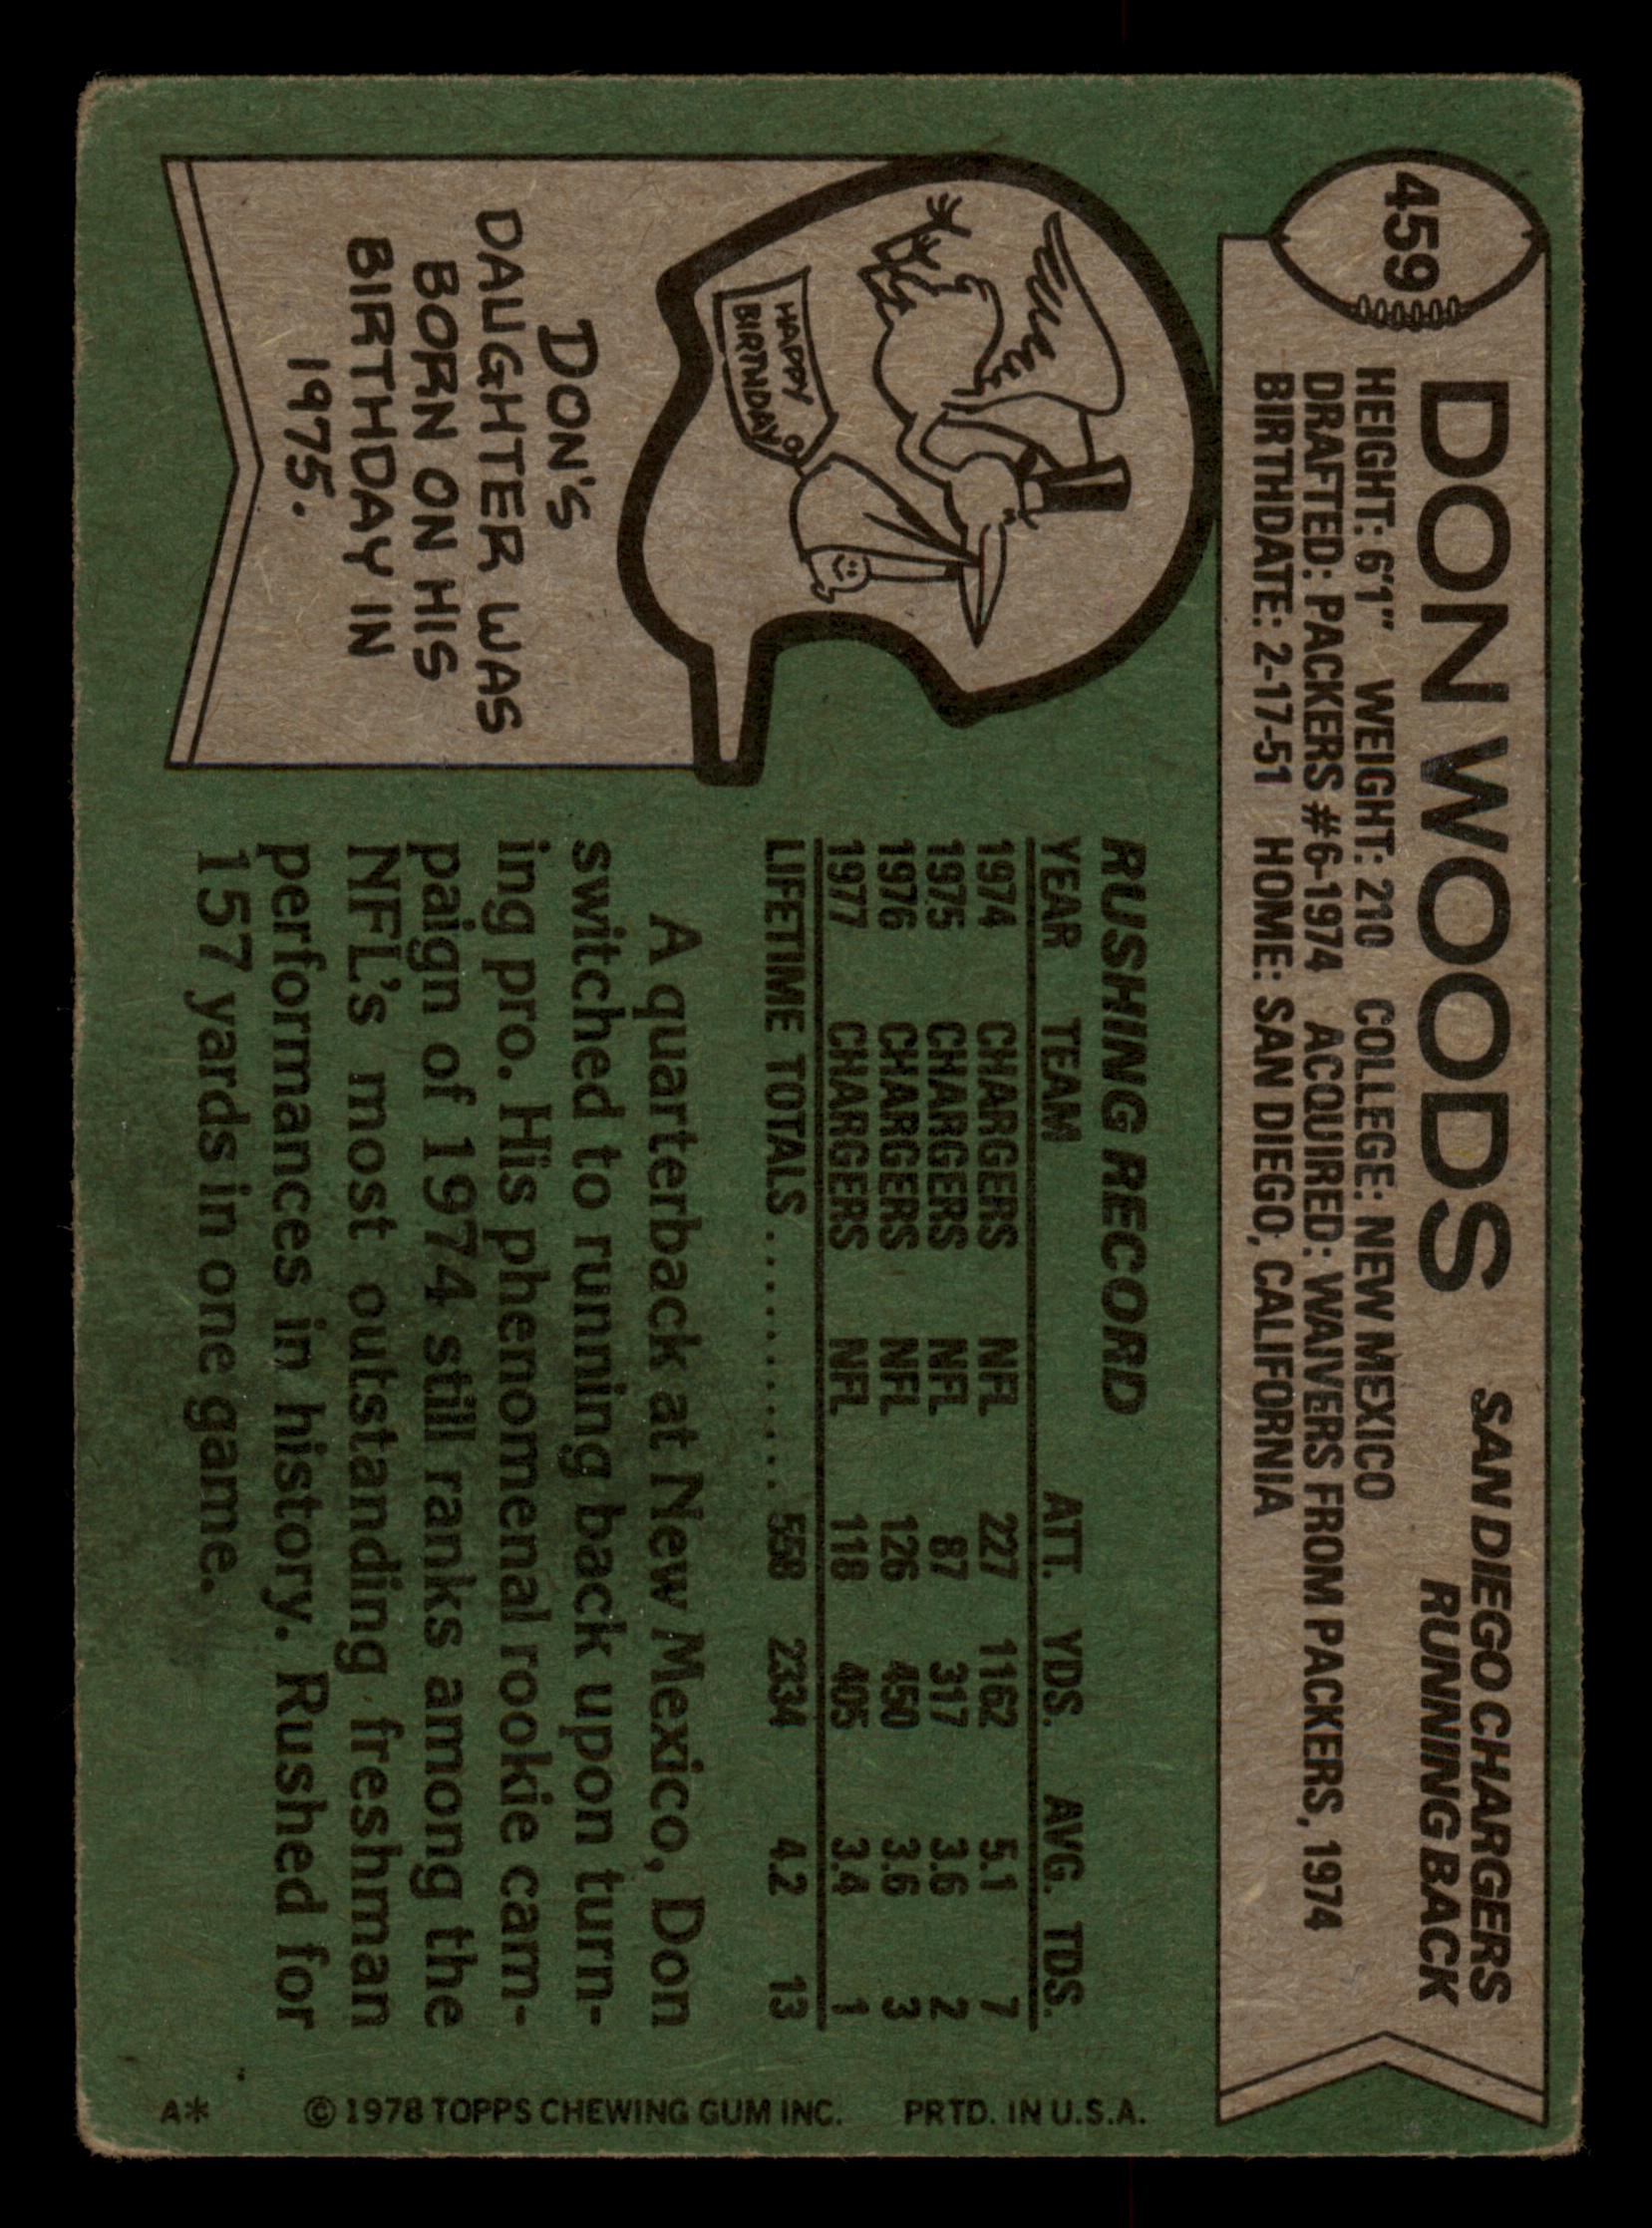 459
DON WOODS
SAN DIEGO CHARGERS
RUNNING BACK
HEIGHT: 6'1" WEIGHT: 210 COLLEGE: NEW MEXICO
DRAFTED: PACKERS #6-1974 ACQUIRED: WAIVERS FROM PACKERS, 1974
BIRTHDATE: 2-17-51 HOME: SAN DIEGO, CALIFORNIA
HAPPY
BIRTHDAY
DON'S
DAUGHTER WAS
BORN ON HIS
BIRTHDAY IN
1975.
RUSHING RECORD
YEAR TEAM ATT. YDS. AVG. TDS.
1974 CHARGERS NFL 227 1162 5.1 7
1975 CHARGERS NFL 87 317 3.6 2
1976 CHARGERS NFL 126 450 3.6 3
1977 CHARGERS NFL 118 405 3.4 1
LIFETIME TOTALS ............. 558 2334 4.2 13
A quarterback at New Mexico, Don
switched to running back upon turn-
ing pro. His phenomenal rookie cam-
paign of 1974 still ranks among the
NFL's most outstanding freshman
performances in history. Rushed for
157 yards in one game.
A* © 1978 TOPPS CHEWING GUM INC. PRTD. IN U.S.A.